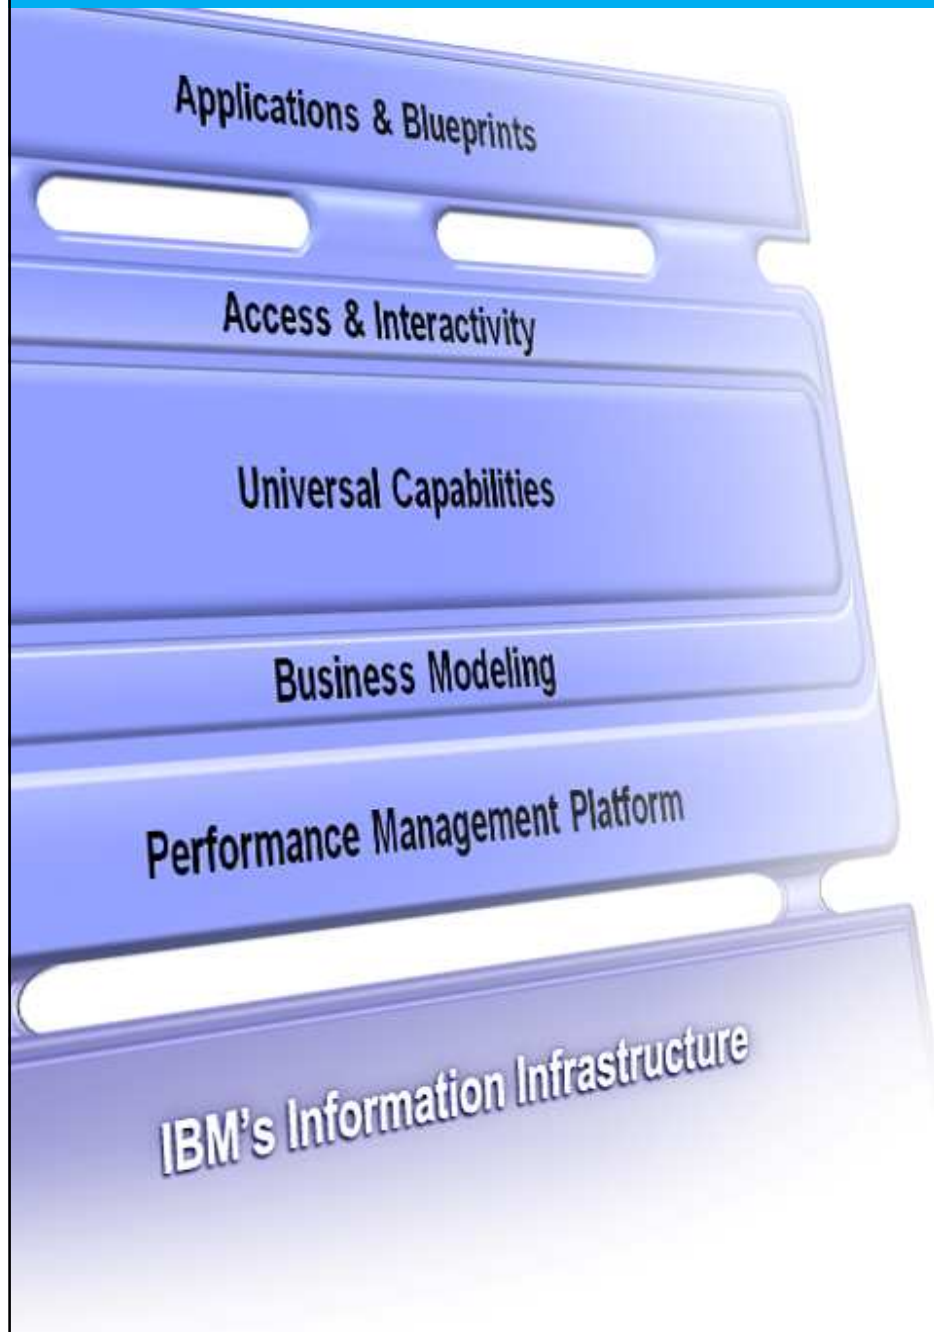 Applications & Blueprints
Access & Interactivity
Universal Capabilities
Business Modeling
Performance Management Platform
IBM’s Information Infrastructure